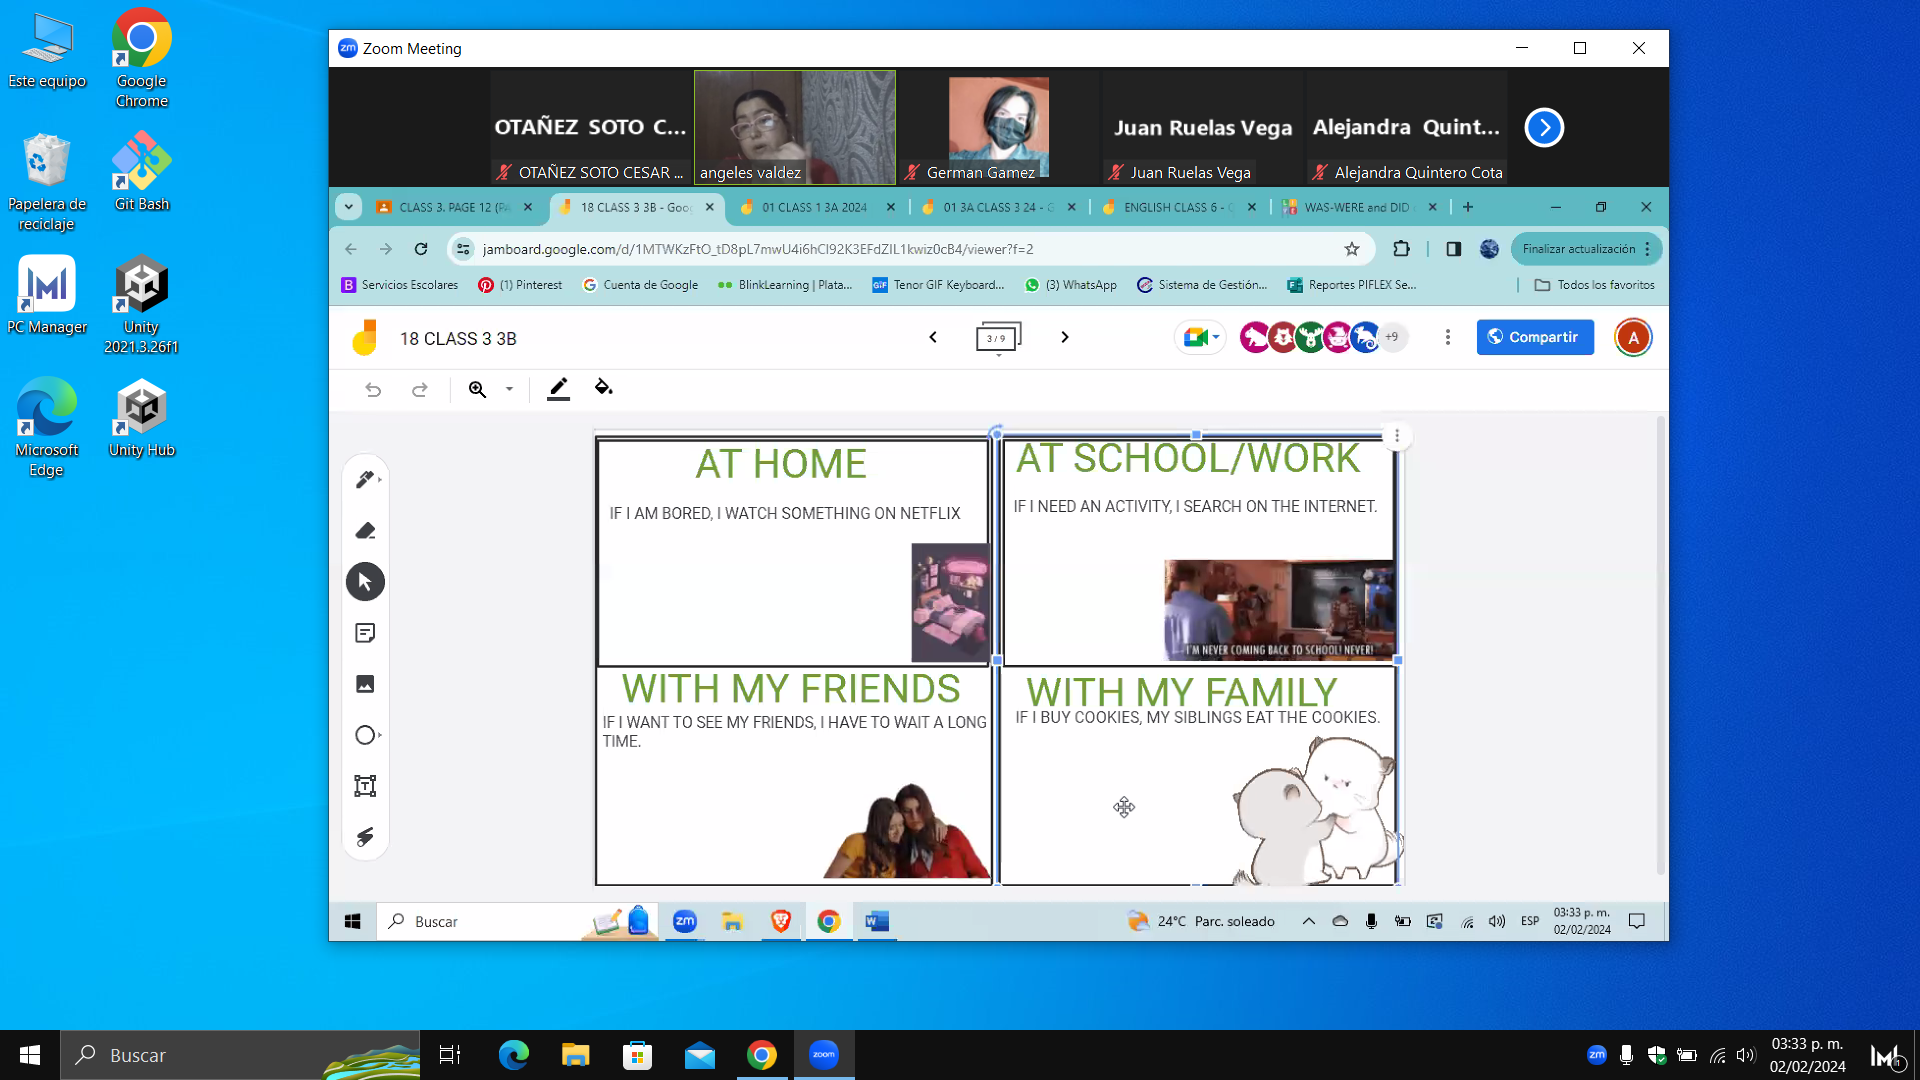 Este equipo
Google Chrome
Papelera de reciclaje
Git Bash
PC Manager
Unity 2021.3.26f1
Microsoft Edge
Unity Hub
zm Zoom Meeting
OTAÑEZ SOTO C...
Juan Ruelas Vega
Alejandra Quint...
OTAÑEZ SOTO CESAR ...
angeles valdez
German Gamez
Juan Ruelas Vega
Alejandra Quintero Cota
CLASS 3. PAGE 12 (PA
18 CLASS 3 3B - Goo
01 CLASS 1 3A 2024
01 3A CLASS 3 24 - G
ENGLISH CLASS 6 -
WAS-WERE and DID
jamboard.google.com/d/1MTWKzFtO_tD8pL7mwU4i6hCI92K3EFdZIL1kwiz0cB4/viewer?f=2
Finalizar actualización
Servicios Escolares
(1) Pinterest
Cuenta de Google
BlinkLearning | Plata...
GIF
Tenor GIF Keyboard...
(3) WhatsApp
Sistema de Gestión...
Reportes PIFLEX Se...
Todos los favoritos
18 CLASS 3 3B
3 / 9
+9
Compartir
A
AT HOME
IF I AM BORED, I WATCH SOMETHING ON NETFLIX
AT SCHOOL/WORK
IF I NEED AN ACTIVITY, I SEARCH ON THE INTERNET.
I'M NEVER COMING BACK TO SCHOOL! NEVER!
WITH MY FRIENDS
IF I WANT TO SEE MY FRIENDS, I HAVE TO WAIT A LONG
TIME.
WITH MY FAMILY
IF I BUY COOKIES, MY SIBLINGS EAT THE COOKIES.
Buscar
zm
24°C Parc. soleado
ESP
03:33 p. m.
02/02/2024
Buscar
zoom
zm
03:33 p. m.
02/02/2024